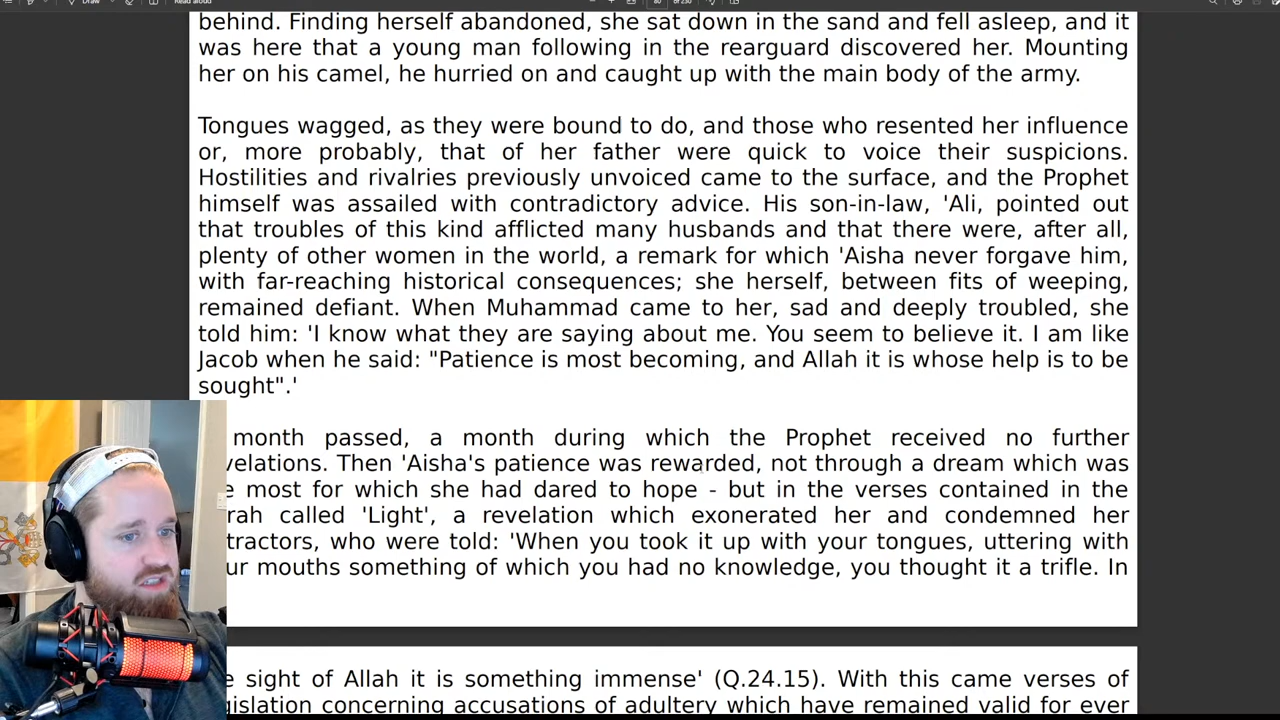 Draw
Read aloud
80
of 230
behind. Finding herself abandoned, she sat down in the sand and fell asleep, and it
was here that a young man following in the rearguard discovered her. Mounting
her on his camel, he hurried on and caught up with the main body of the army.
Tongues wagged, as they were bound to do, and those who resented her influence
or, more probably, that of her father were quick to voice their suspicions.
Hostilities and rivalries previously unvoiced came to the surface, and the Prophet
himself was assailed with contradictory advice. His son-in-law, 'Ali, pointed out
that troubles of this kind afflicted many husbands and that there were, after all,
plenty of other women in the world, a remark for which 'Aisha never forgave him,
with far-reaching historical consequences; she herself, between fits of weeping,
remained defiant. When Muhammad came to her, sad and deeply troubled, she
told him: 'I know what they are saying about me. You seem to believe it. I am like
Jacob when he said: "Patience is most becoming, and Allah it is whose help is to be
sought".'
month passed, a month during which the Prophet received no further
velations. Then 'Aisha's patience was rewarded, not through a dream which was
e most for which she had dared to hope - but in the verses contained in the
rah called 'Light', a revelation which exonerated her and condemned her
tractors, who were told: 'When you took it up with your tongues, uttering with
ur mouths something of which you had no knowledge, you thought it a trifle. In
e sight of Allah it is something immense' (Q.24.15). With this came verses of
gislation concerning accusations of adultery which have remained valid for ever